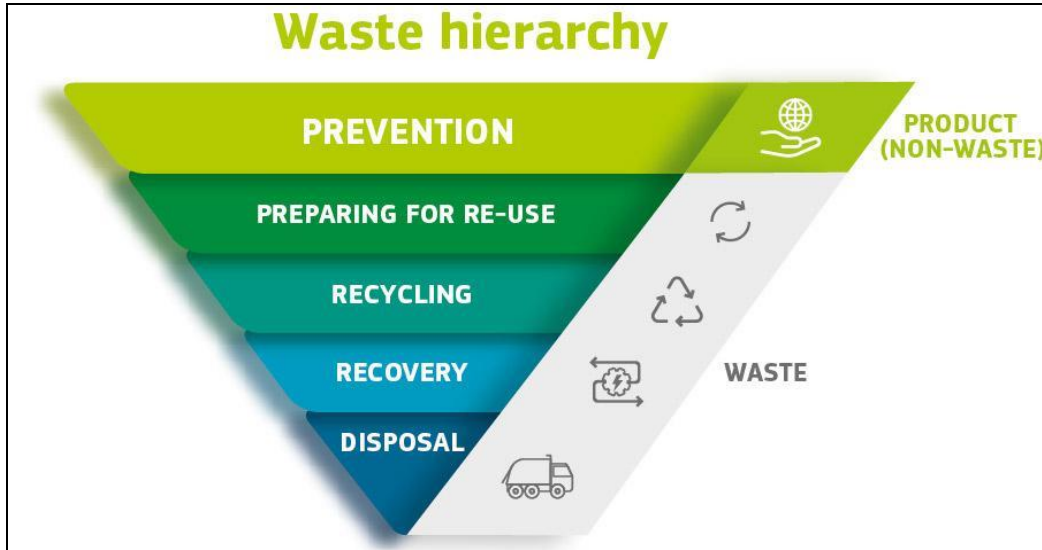 Waste hierarchy
PREVENTION
PRODUCT
(NON-WASTE)
PREPARING FOR RE-USE
RECYCLING
RECOVERY
WASTE
DISPOSAL